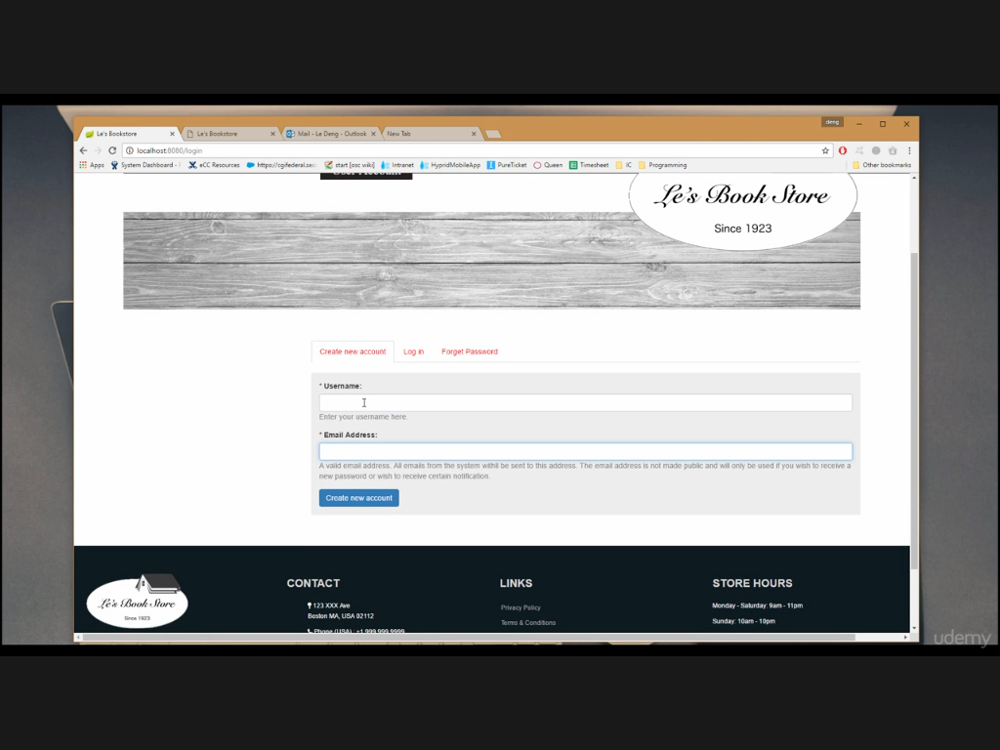 deng
Le's Bookstore
Le's Bookstore
Mail - Le Deng - Outlook
New Tab
localhost:8080/login
Apps
System Dashboard -
eCC Resources
https://cgifederal.sec
start [osc wiki]
Intranet
HypridMobileApp
PureTicket
Queen
Timesheet
IC
Programming
Other bookmarks
User Account
Le's Book Store
Since 1923
Create new account
Log in
Forget Password
* Username:
Enter your username here.
* Email Address:
A valid email address. All emails from the system withll be sent to this address. The email address is not made public and will only be used if you wish to receive a
new password or wish to receive certain notification.
Create new account
Le's Book Store
Since 1923
CONTACT
123 XXX Ave
Boston MA, USA 02112
Phone (USA) : +1 999 999 9999
LINKS
Privacy Policy
Terms & Conditions
STORE HOURS
Monday - Saturday: 9am - 11pm
Sunday: 10am - 10pm
udemy